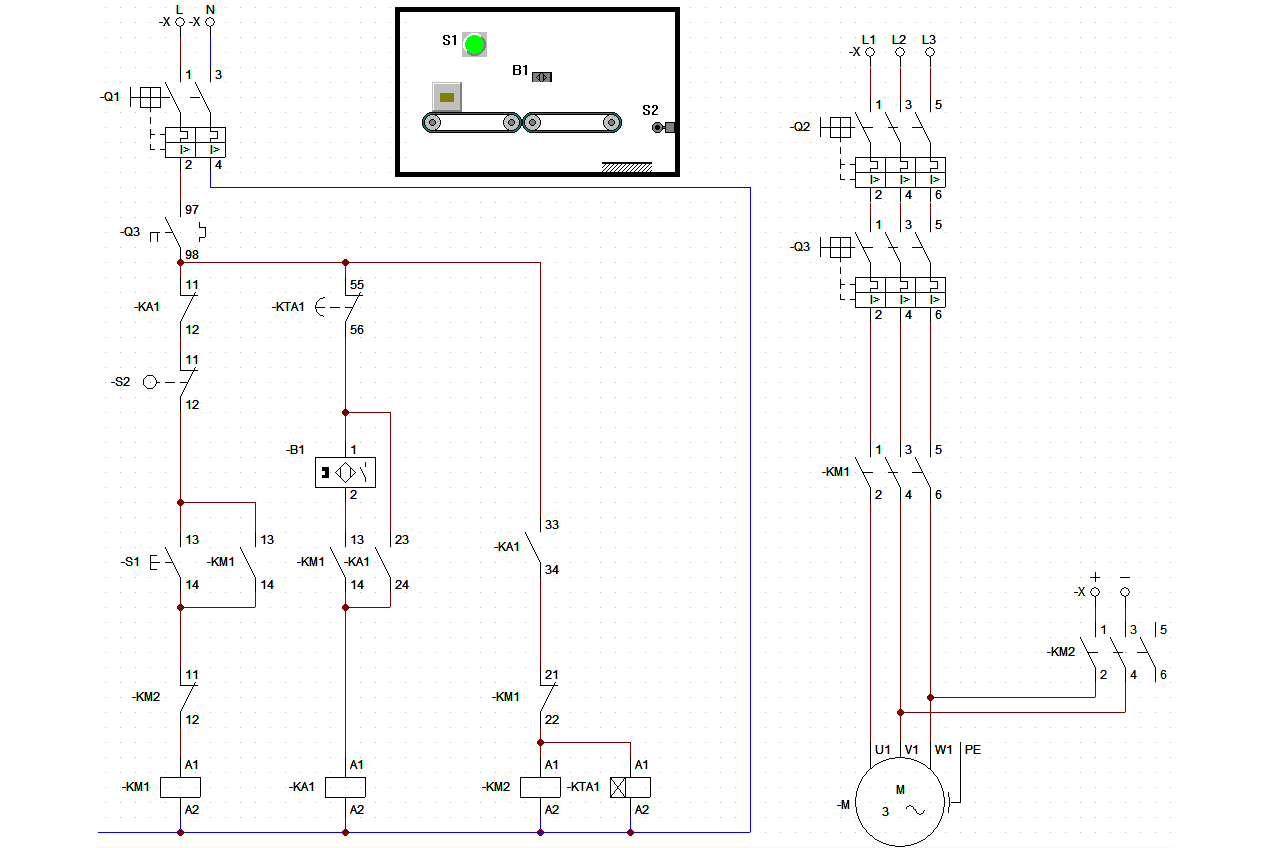 L N
-X -X
1 3
-Q1
I> I>
2 4
97
-Q3
98
11
-KA1
12
11
-S2
12
13 13
-S1 -KM1
14 14
11
-KM2
12
A1
-KM1
A2
55
-KTA1
56
-B1 1
2
13 23
-KM1 -KA1
14 24
A1
-KA1
A2
33
-KA1
34
21
-KM1
22
A1 A1
-KM2 -KTA1
A2 A2
S1
B1
S2
L1 L2 L3
-X
1 3 5
-Q2
I> I> I>
2 4 6
1 3 5
-Q3
I> I> I>
2 4 6
1 3 5
-KM1
2 4 6
+ −
-X
1 3 5
-KM2
2 4 6
U1 V1 W1 PE
M
-M
3